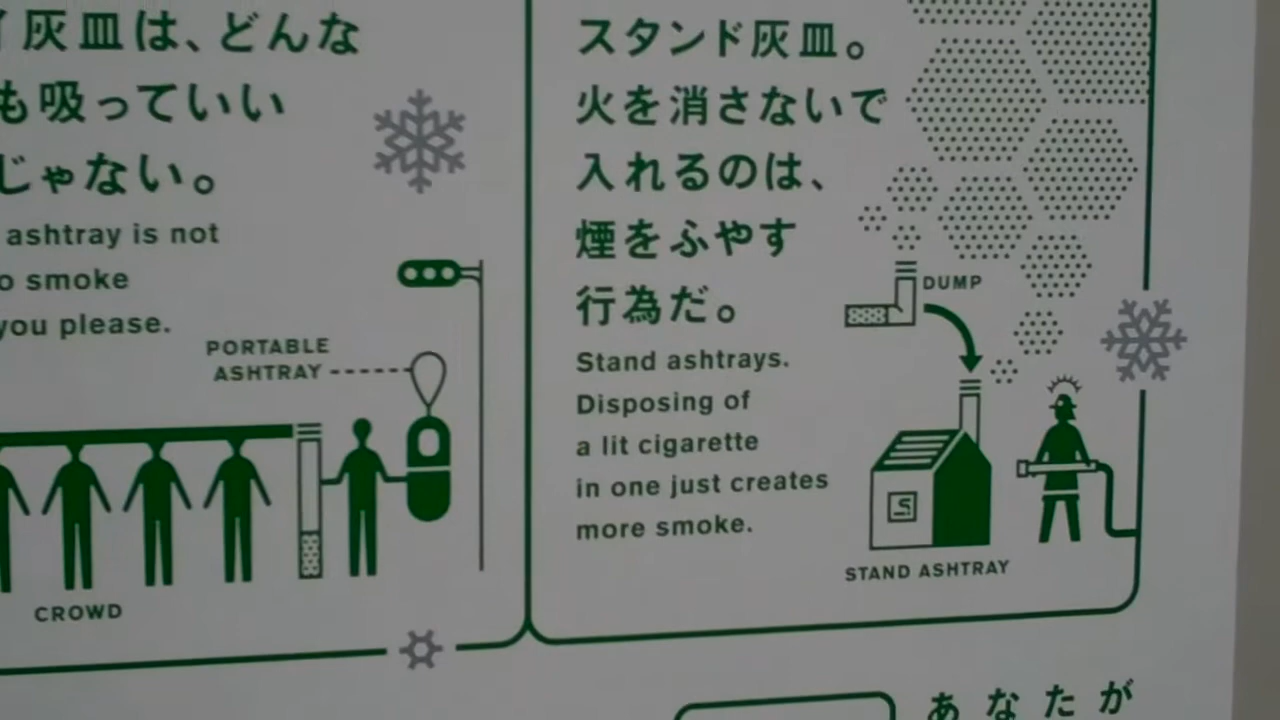 灰皿は、どんな
も吸っていい
じゃない。
ashtray is not
smoke
you please.
PORTABLE
ASHTRAY
CROWD
スタンド灰皿。
火を消さないで
入れるのは、
煙をふやす
行為だ。
Stand ashtrays.
Disposing of
a lit cigarette
in one just creates
more smoke.
DUMP
STAND ASHTRAY
あなたが